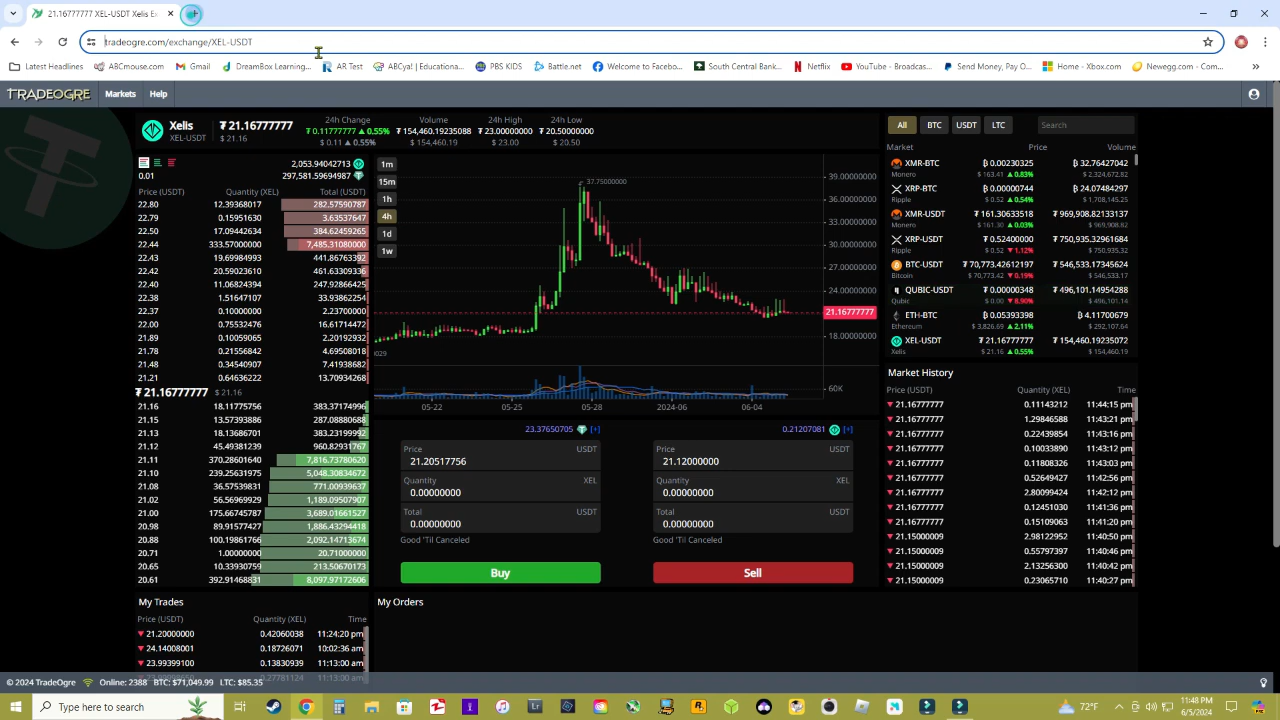 21.16777777 XEL-USDT Xelis Ex
tradeogre.com/exchange/XEL-USDT
Latest Headlines ABCmouse.com Gmail DreamBox Learning... AR Test ABCya! | Educationa... PBS KIDS Battle.net Welcome to Facebo... South Central Bank... Netflix YouTube - Broadcas... Send Money, Pay O... Home - Xbox.com Newegg.com - Com... »
TRADEOGRE Markets Help
Xelis
XEL-USDT
₮ 21.16777777
$ 21.16
24h Change Volume 24h High 24h Low
₮ 0.11777777 ▲ 0.55% ₮ 154,460.19235088 ₮ 23.00000000 ₮ 20.50000000
$ 0.11 ▲ 0.55% $ 154,460.19 $ 23.00 $ 20.50
2,053.94042713
0.01 297,581.59694987
Price (USDT) Quantity (XEL) Total (USDT)
22.80 12.39368017 282.57590787
22.79 0.15951630 3.63537647
22.50 17.09442634 384.62459265
22.44 333.57000000 7,485.31080000
22.43 19.69984993 441.86763392
22.42 20.59023610 461.63309336
22.40 11.06824394 247.92866425
22.38 1.51647107 33.93862254
22.37 0.10000000 2.23700000
22.00 0.75532476 16.61714472
21.89 0.10059065 2.20192932
21.78 0.21556842 4.69508018
21.48 0.34540907 7.41938682
21.21 0.64636222 13.70934268
₮ 21.16777777 $ 21.16
21.16 18.11775756 383.37174996
21.15 13.57393886 287.08880688
21.13 18.13686701 383.23199992
21.12 45.49381239 960.82931767
21.11 370.28601640 7,816.73780620
21.10 239.25631975 5,048.30834672
21.08 36.57539831 771.00939637
21.02 56.56969929 1,189.09507907
21.00 175.66745787 3,689.01661527
20.98 89.91577427 1,886.43294418
20.88 100.19861766 2,092.14713674
20.71 1.00000000 20.71000000
20.65 10.33930759 213.50670173
20.61 392.91468831 8,097.97172606
1m
15m
1h
4h
1d
1w
37.75000000
39.00000000
36.00000000
33.00000000
30.00000000
27.00000000
24.00000000
21.16777777
18.00000000
029
60K
05-22 05-25 05-28 2024-06 06-04
23.37650705 [+]
Price USDT
21.20517756
Quantity XEL
0.00000000
Total USDT
0.00000000
Good 'Til Canceled
Buy
0.21207081 [+]
Price USDT
21.12000000
Quantity XEL
0.00000000
Total USDT
0.00000000
Good 'Til Canceled
Sell
All BTC USDT LTC Search
Market Price Volume
XMR-BTC ₿ 0.00230325 ₿ 32.76427042
Monero $ 163.41 ▲ 0.83% $ 2,324,672.82
XRP-BTC ₿ 0.00000744 ₿ 24.07484297
Ripple $ 0.52 ▲ 0.54% $ 1,708,145.25
XMR-USDT ₮ 161.30633518 ₮ 969,908.82133137
Monero $ 161.30 ▲ 0.03% $ 969,908.82
XRP-USDT ₮ 0.52400000 ₮ 750,935.32961684
Ripple $ 0.52 ▼ 1.12% $ 750,935.32
BTC-USDT ₮ 70,773.42612197 ₮ 546,533.17345624
Bitcoin $ 70,773.42 ▼ 0.19% $ 546,533.17
QUBIC-USDT ₮ 0.00000348 ₮ 496,101.14954288
Qubic $ 0.00 ▼ 8.90% $ 496,101.14
ETH-BTC ₿ 0.05393398 ₿ 4.11700679
Ethereum $ 3,826.69 ▲ 2.11% $ 292,107.64
XEL-USDT ₮ 21.16777777 ₮ 154,460.19235072
Xelis $ 21.16 ▲ 0.55% $ 154,460.19
Market History
Price (USDT) Quantity (XEL) Time
▼ 21.16777777 0.11143212 11:44:15 pm
▼ 21.16777777 1.29848588 11:43:21 pm
▼ 21.16777777 0.22439854 11:43:16 pm
▼ 21.16777777 0.10033890 11:43:12 pm
▼ 21.16777777 0.11808326 11:43:03 pm
▼ 21.16777777 0.52649427 11:42:56 pm
▼ 21.16777777 2.80099424 11:42:12 pm
▼ 21.16777777 0.12451030 11:41:36 pm
▼ 21.16777777 0.15109063 11:41:20 pm
▼ 21.15000009 2.98122952 11:40:50 pm
▼ 21.15000009 0.55797397 11:40:46 pm
▼ 21.15000009 2.13256300 11:40:42 pm
▼ 21.15000009 0.23065710 11:40:27 pm
My Trades
Price (USDT) Quantity (XEL) Time
▼ 21.20000000 0.42060038 11:24:20 pm
▼ 24.14008001 0.18726071 10:02:36 am
▼ 23.99399100 0.13830939 11:13:00 am
0.27781124 11:13:00 am
My Orders
© 2024 TradeOgre Online: 2388 BTC: $71,049.99 LTC: $85.35
Type here to search
72°F
11:48 PM
6/5/2024